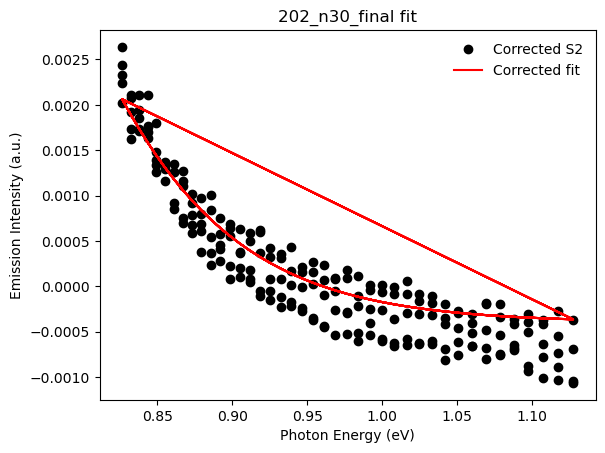 202_n30_final fit
Corrected S2
Corrected fit
0.0025
0.0020
0.0015
0.0010
0.0005
0.0000
−0.0005
−0.0010
Emission Intensity (a.u.)
0.85 0.90 0.95 1.00 1.05 1.10
Photon Energy (eV)